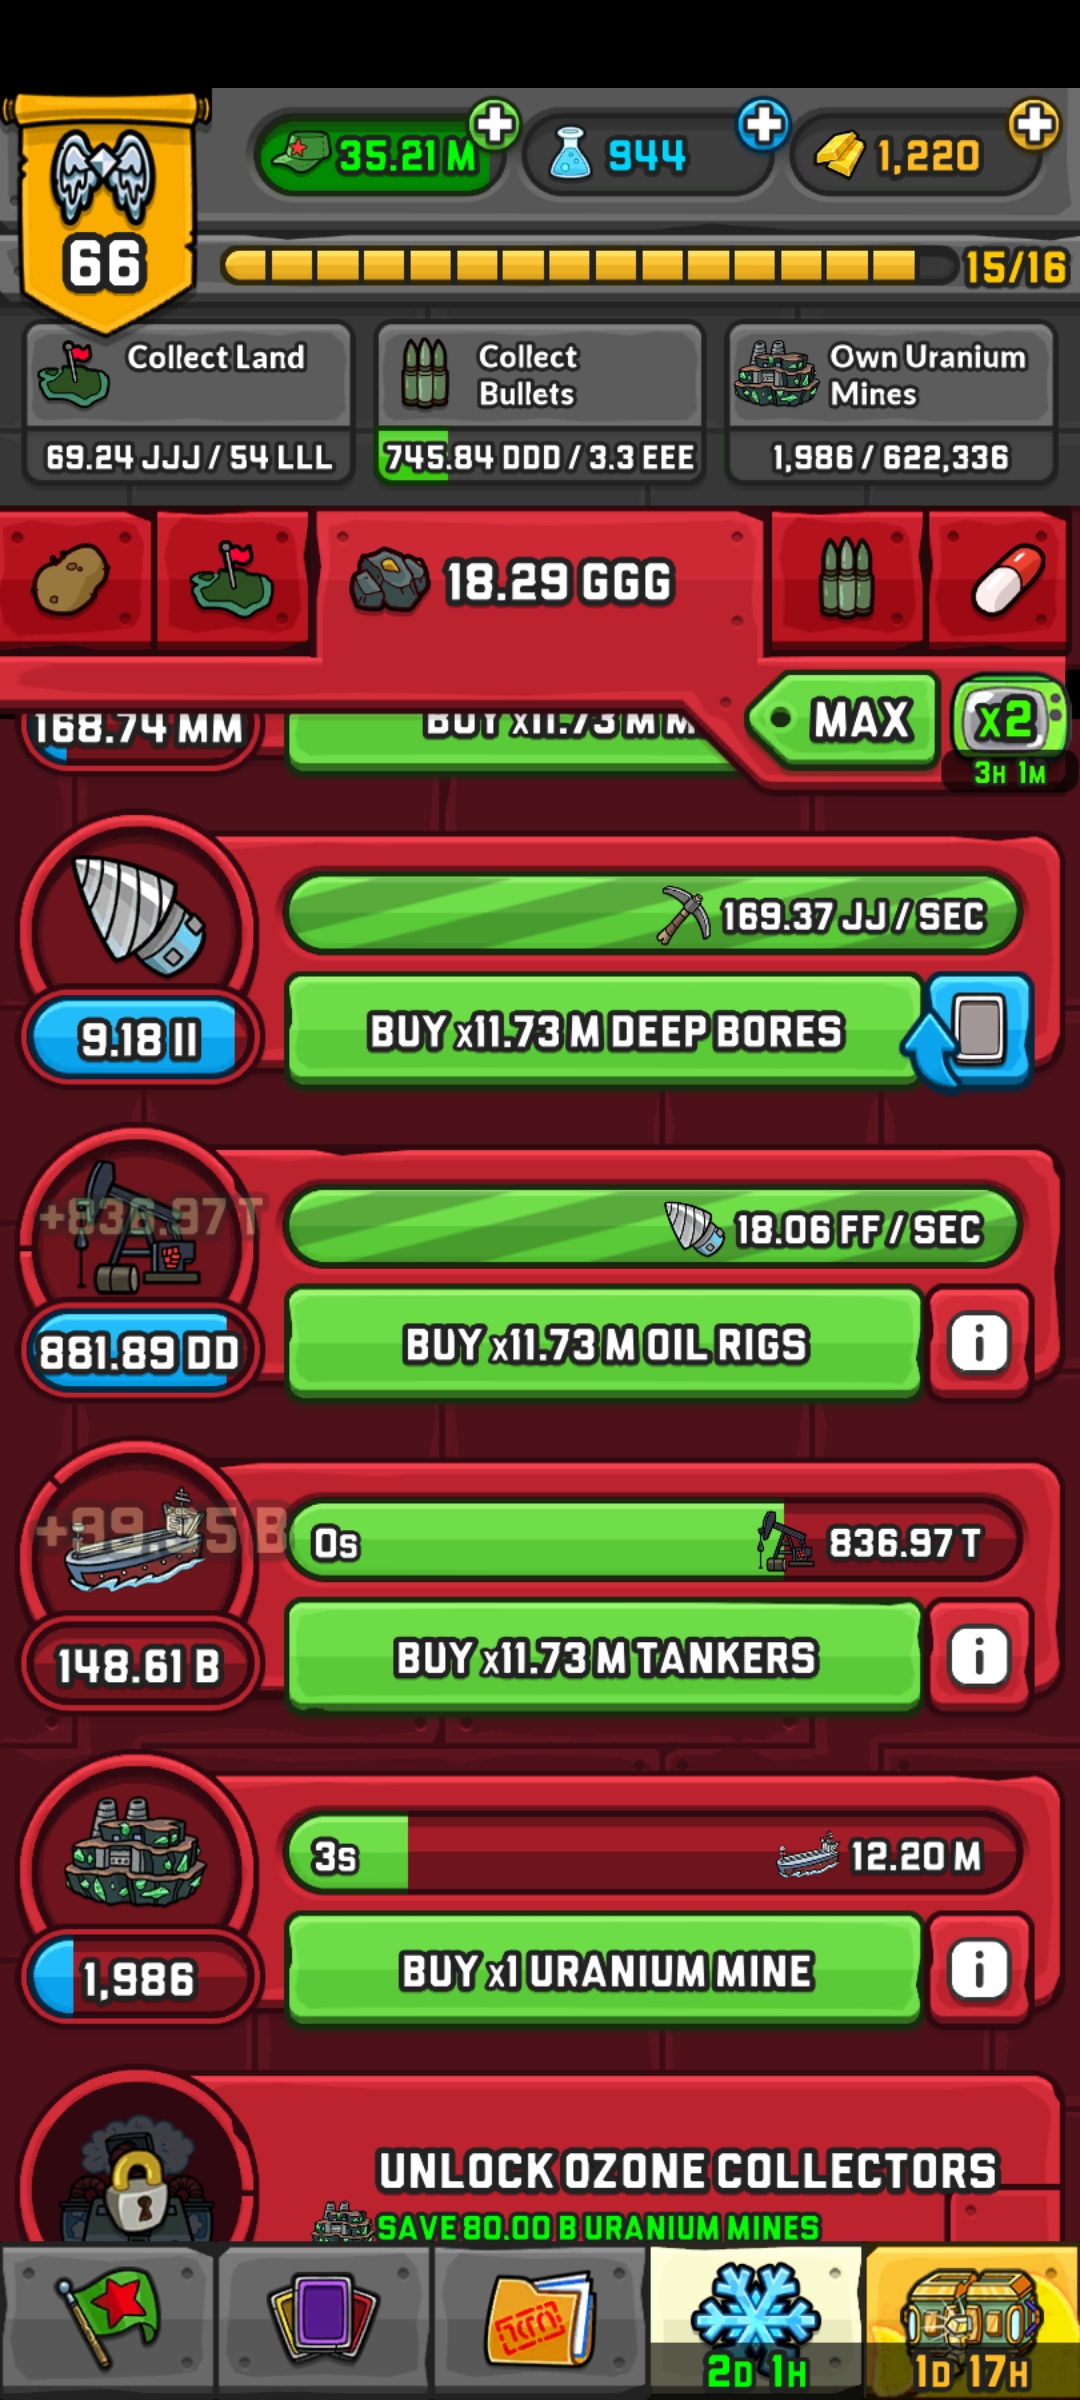 35.21 M
944
1,220
66
15/16
Collect Land
69.24 JJJ / 54 LLL
Collect
Bullets
745.84 DDD / 3.3 EEE
Own Uranium
Mines
1,986 / 622,336
18.29 GGG
MAX
x2
3H 1M
168.74 MM
BUY x11.73 M M
169.37 JJ / SEC
9.18 II
BUY x11.73 M DEEP BORES
+836.97 T
18.06 FF / SEC
881.89 DD
BUY x11.73 M OIL RIGS
i
0s
836.97 T
148.61 B
BUY x11.73 M TANKERS
i
3s
12.20 M
1,986
BUY x1 URANIUM MINE
i
UNLOCK OZONE COLLECTORS
SAVE 80.00 B URANIUM MINES
2D 1H
1D 17H